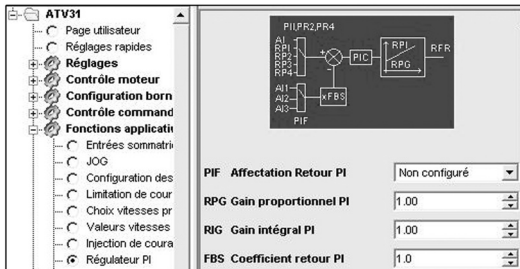 ATV31
Page utilisateur
Réglages rapides
Réglages
Contrôle moteur
Configuration born
Contrôle command
Fonctions applicati
Entrées sommatri
JOG
Configuration des
Limitation de cour
Choix vitesses pr
Valeurs vitesses
Injection de coura
Régulateur PI
PII,PR2,PR4
AI
RP1
RP2
RP3
RP4
AI1
AI2
AI3
PIF
+
-
xFBS
PIC
RPI
RPG
RFR
PIF Affectation Retour PI Non configuré
RPG Gain proportionnel PI 1.00
RIG Gain intégral PI 1.00
FBS Coefficient retour PI 1.0